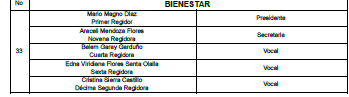 No BIENESTAR
33
Mario Magno Díaz
Primer Regidor
Presidente
Araceli Mendoza Flores
Novena Regidora
Secretaria
Belem Garay Garduño
Cuarta Regidora
Vocal
Edna Viridiana Flores Santa Olalla
Sexta Regidora
Vocal
Cristina Sierra Castillo
Décima Segunda Regidora
Vocal